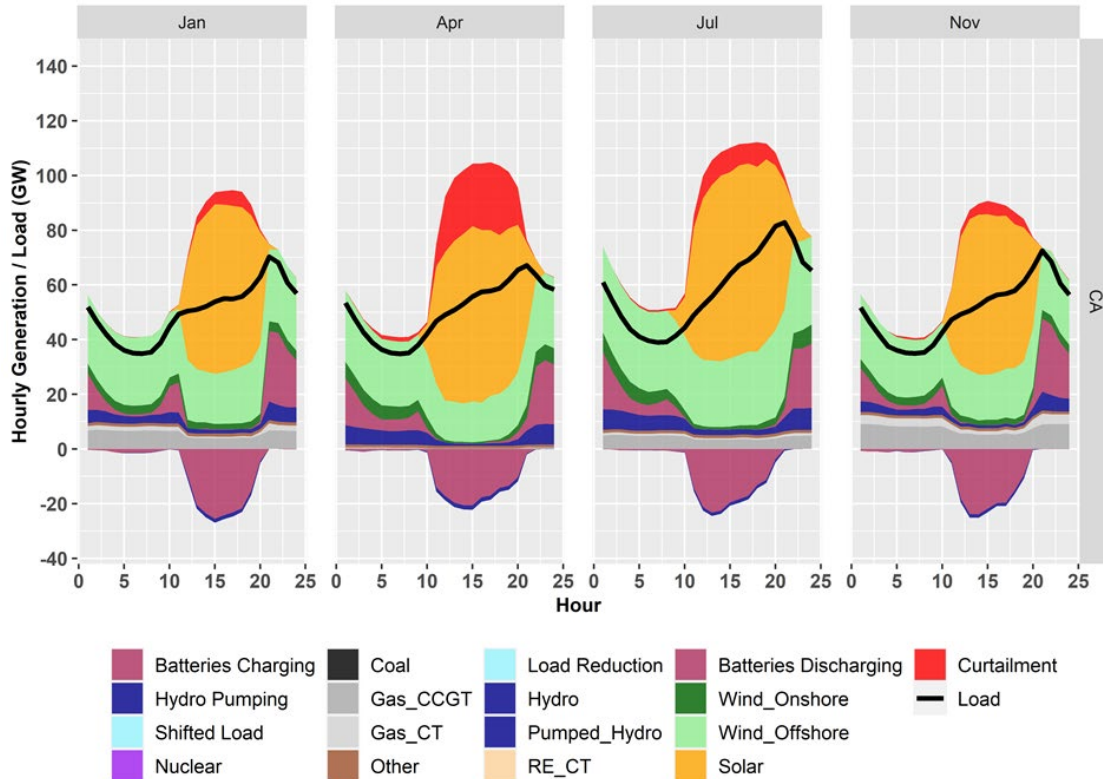 Jan Apr Jul Nov
Hourly Generation / Load (GW)
140
120
100
80
60
40
20
0
-20
-40
CA
0 5 10 15 20 25 0 5 10 15 20 25 0 5 10 15 20 25 0 5 10 15 20 25
Hour
Batteries Charging Coal Load Reduction Batteries Discharging Curtailment
Hydro Pumping Gas_CCGT Hydro Wind_Onshore Load
Shifted Load Gas_CT Pumped_Hydro Wind_Offshore
Nuclear Other RE_CT Solar